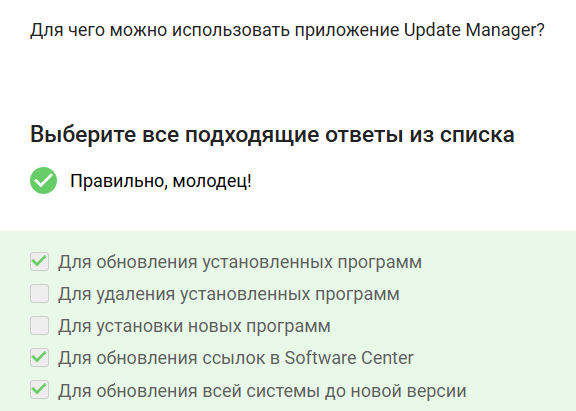 Для чего можно использовать приложение Update Manager?
Выберите все подходящие ответы из списка
Правильно, молодец!
Для обновления установленных программ
Для удаления установленных программ
Для установки новых программ
Для обновления ссылок в Software Center
Для обновления всей системы до новой версии